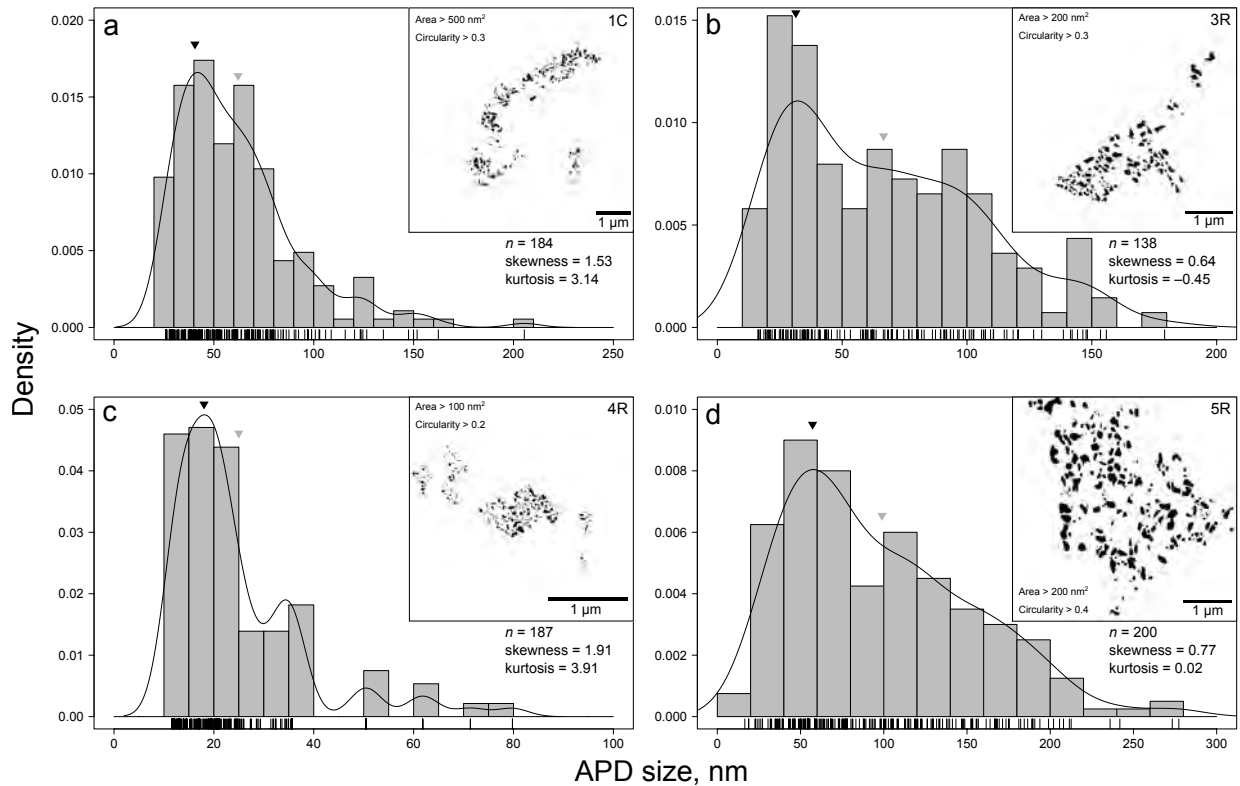 a
Area > 500 nm²
Circularity > 0.3
1C
1 µm
n = 184
skewness = 1.53
kurtosis = 3.14
0.020
0.015
0.010
0.005
0.000
0 50 100 150 200 250
b
Area > 200 nm²
Circularity > 0.3
3R
1 µm
n = 138
skewness = 0.64
kurtosis = –0.45
0.015
0.010
0.005
0.000
0 50 100 150 200
Density
c
Area > 100 nm²
Circularity > 0.2
4R
1 µm
n = 187
skewness = 1.91
kurtosis = 3.91
0.05
0.04
0.03
0.02
0.01
0.00
0 20 40 60 80 100
d
5R
Area > 200 nm²
Circularity > 0.4
1 µm
n = 200
skewness = 0.77
kurtosis = 0.02
0.010
0.008
0.006
0.004
0.002
0.000
0 50 100 150 200 250 300
APD size, nm